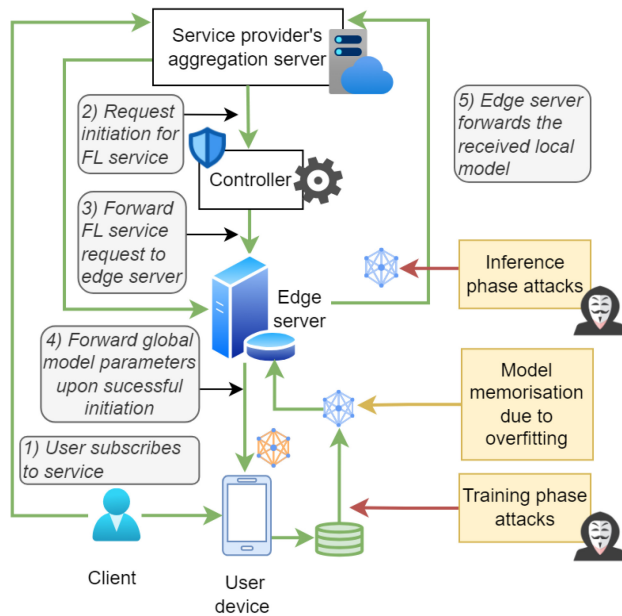 Service provider's
aggregation server
2) Request
initiation for
FL service
5) Edge server
forwards the
received local
model
Controller
3) Forward
FL service
request to
edge server
Inference
phase attacks
Edge
server
4) Forward global
model parameters
upon sucessful
initiation
Model
memorisation
due to
overfitting
1) User subscribes
to service
Training phase
attacks
Client
User
device